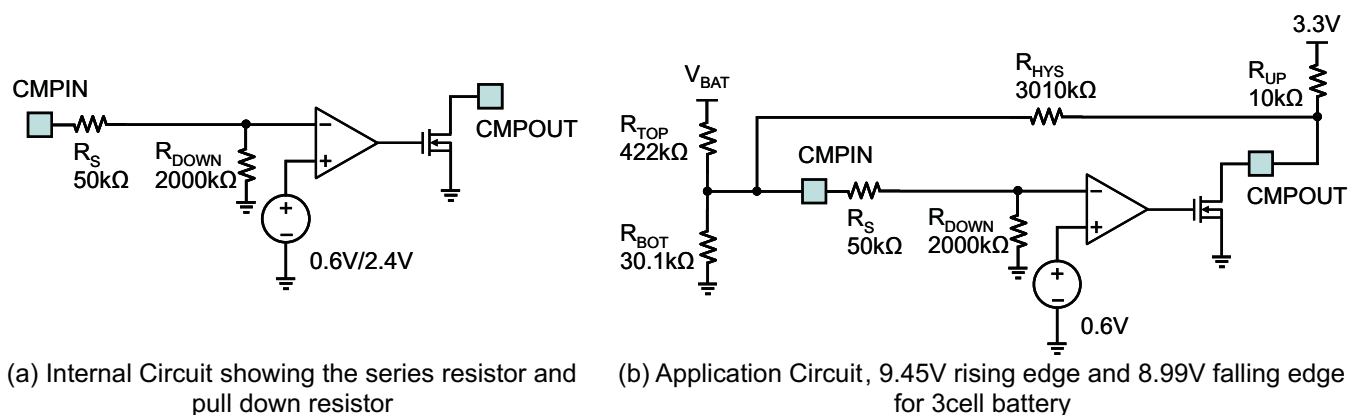 CMPIN
R_S
50kΩ
R_DOWN
2000kΩ
−
+
+
−
0.6V/2.4V
CMPOUT
(a) Internal Circuit showing the series resistor and
pull down resistor
V_BAT
R_TOP
422kΩ
R_BOT
30.1kΩ
CMPIN
R_S
50kΩ
R_HYS
3010kΩ
R_DOWN
2000kΩ
−
+
+
−
0.6V
3.3V
R_UP
10kΩ
CMPOUT
(b) Application Circuit, 9.45V rising edge and 8.99V falling edge
for 3cell battery